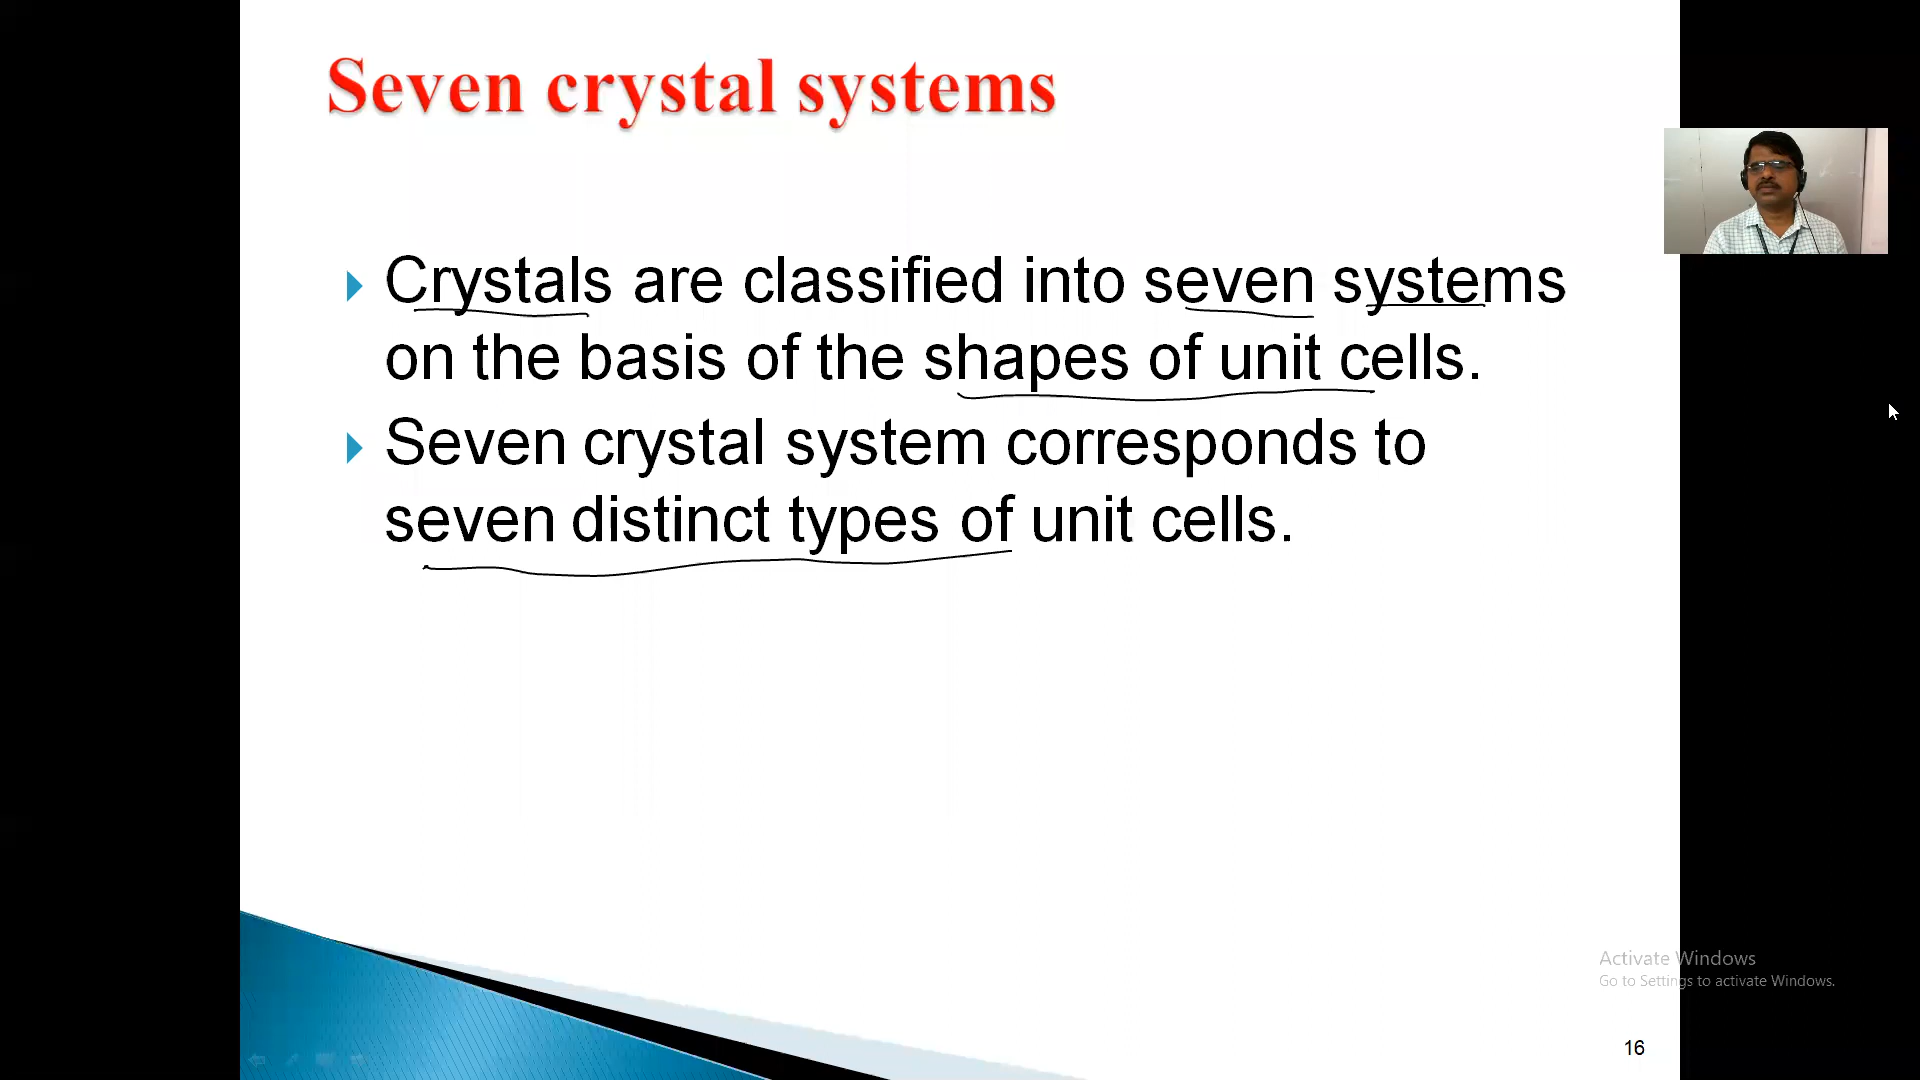 Seven crystal systems
Crystals are classified into seven systems
on the basis of the shapes of unit cells.
Seven crystal system corresponds to
seven distinct types of unit cells.
Activate Windows
Go to Settings to activate Windows.
16